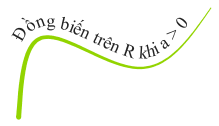 Đồng biến trên R khi a > 0